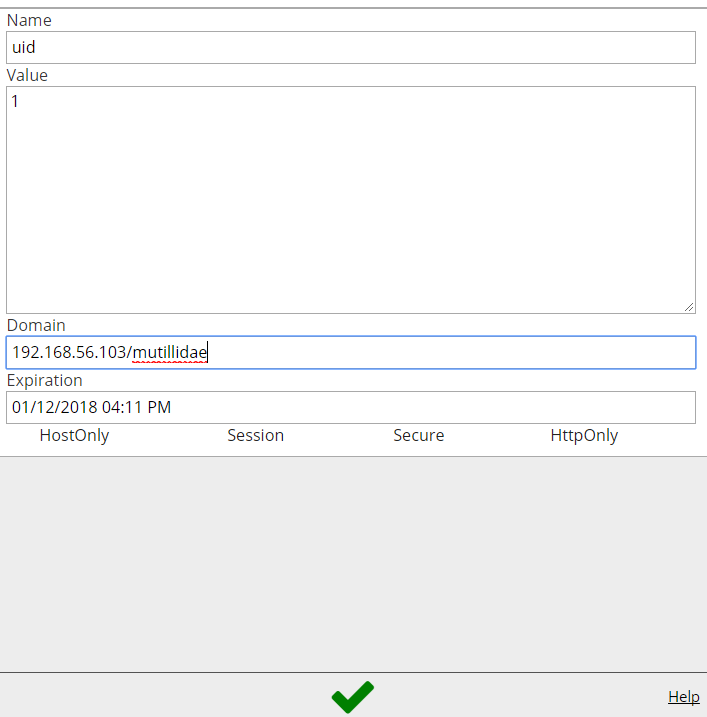 Name
uid
Value
1
Domain
192.168.56.103/mutillidae
Expiration
01/12/2018 04:11 PM
HostOnly Session Secure HttpOnly
Help